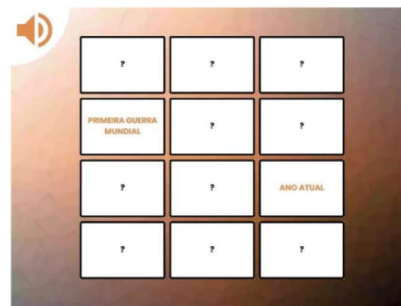 ? ? ?
PRIMEIRA GUERRA
MUNDIAL
? ?
? ?
ANO ATUAL
? ? ?